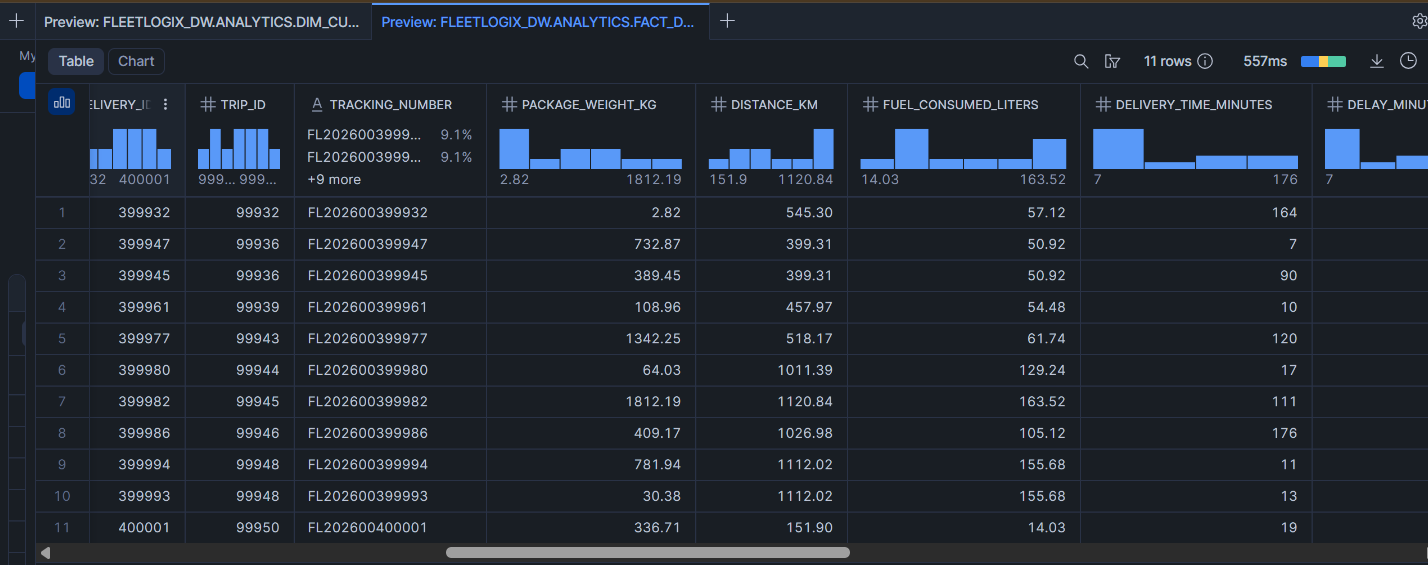 Preview: FLEETLOGIX_DW.ANALYTICS.DIM_CU... Preview: FLEETLOGIX_DW.ANALYTICS.FACT_D...
My Table Chart 11 rows 557ms
ELIVERY_ID TRIP_ID TRACKING_NUMBER PACKAGE_WEIGHT_KG DISTANCE_KM FUEL_CONSUMED_LITERS DELIVERY_TIME_MINUTES DELAY_MINU
FL2026003999... 9.1%
FL2026003999... 9.1%
32 400001 999... 999... +9 more 2.82 1812.19 151.9 1120.84 14.03 163.52 7 176 7
1 399932 99932 FL202600399932 2.82 545.30 57.12 164
2 399947 99936 FL202600399947 732.87 399.31 50.92 7
3 399945 99936 FL202600399945 389.45 399.31 50.92 90
4 399961 99939 FL202600399961 108.96 457.97 54.48 10
5 399977 99943 FL202600399977 1342.25 518.17 61.74 120
6 399980 99944 FL202600399980 64.03 1011.39 129.24 17
7 399982 99945 FL202600399982 1812.19 1120.84 163.52 111
8 399986 99946 FL202600399986 409.17 1026.98 105.12 176
9 399994 99948 FL202600399994 781.94 1112.02 155.68 11
10 399993 99948 FL202600399993 30.38 1112.02 155.68 13
11 400001 99950 FL202600400001 336.71 151.90 14.03 19